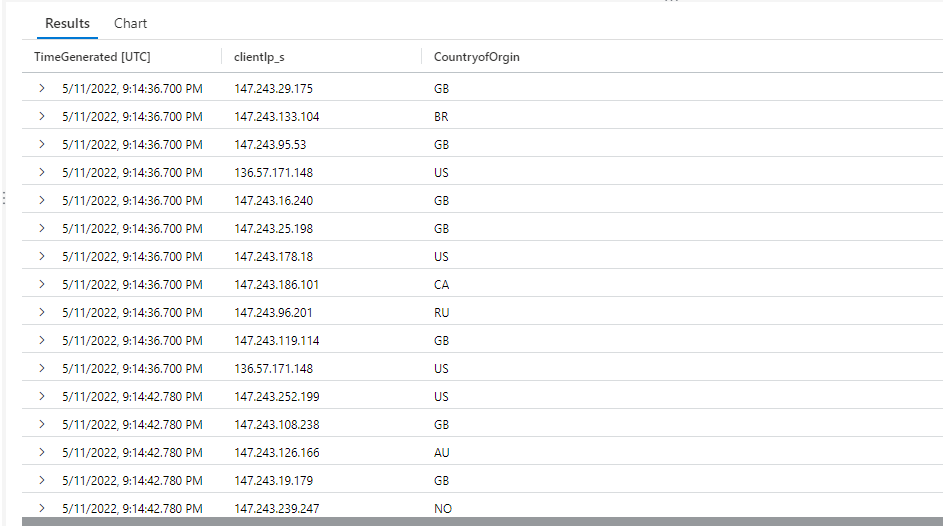 Results Chart
TimeGenerated [UTC] clientIp_s CountryofOrgin
5/11/2022, 9:14:36.700 PM 147.243.29.175 GB
5/11/2022, 9:14:36.700 PM 147.243.133.104 BR
5/11/2022, 9:14:36.700 PM 147.243.95.53 GB
5/11/2022, 9:14:36.700 PM 136.57.171.148 US
5/11/2022, 9:14:36.700 PM 147.243.16.240 GB
5/11/2022, 9:14:36.700 PM 147.243.25.198 GB
5/11/2022, 9:14:36.700 PM 147.243.178.18 US
5/11/2022, 9:14:36.700 PM 147.243.186.101 CA
5/11/2022, 9:14:36.700 PM 147.243.96.201 RU
5/11/2022, 9:14:36.700 PM 147.243.119.114 GB
5/11/2022, 9:14:36.700 PM 136.57.171.148 US
5/11/2022, 9:14:42.780 PM 147.243.252.199 US
5/11/2022, 9:14:42.780 PM 147.243.108.238 GB
5/11/2022, 9:14:42.780 PM 147.243.126.166 AU
5/11/2022, 9:14:42.780 PM 147.243.19.179 GB
5/11/2022, 9:14:42.780 PM 147.243.239.247 NO